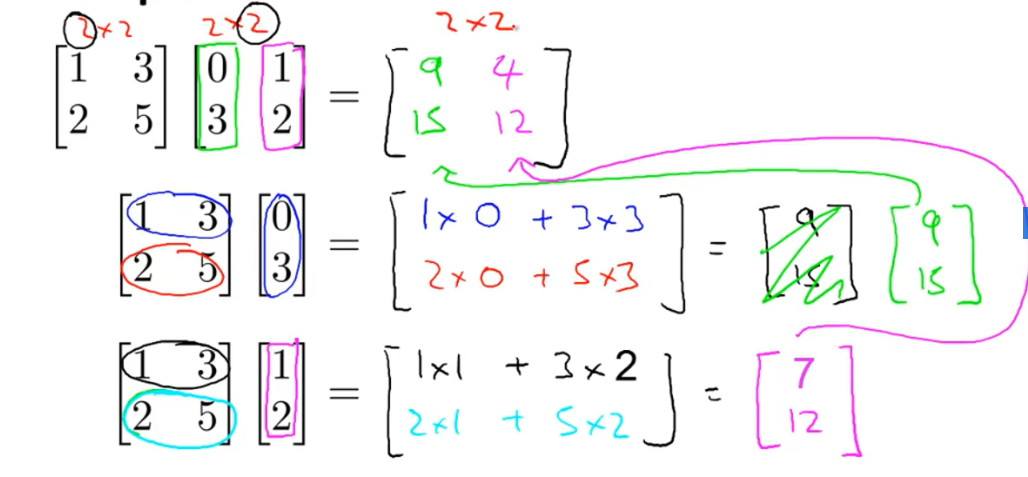 2×2 2×2 2×2
[1 3] [0 1] = [9 4]
[2 5] [3 2] [15 12]
[1 3] [0] = [1×0 + 3×3] = [9] [9]
[2 5] [3] [2×0 + 5×3] [15] [15]
[1 3] [1] = [1×1 + 3×2] = [7]
[2 5] [2] [2×1 + 5×2] [12]